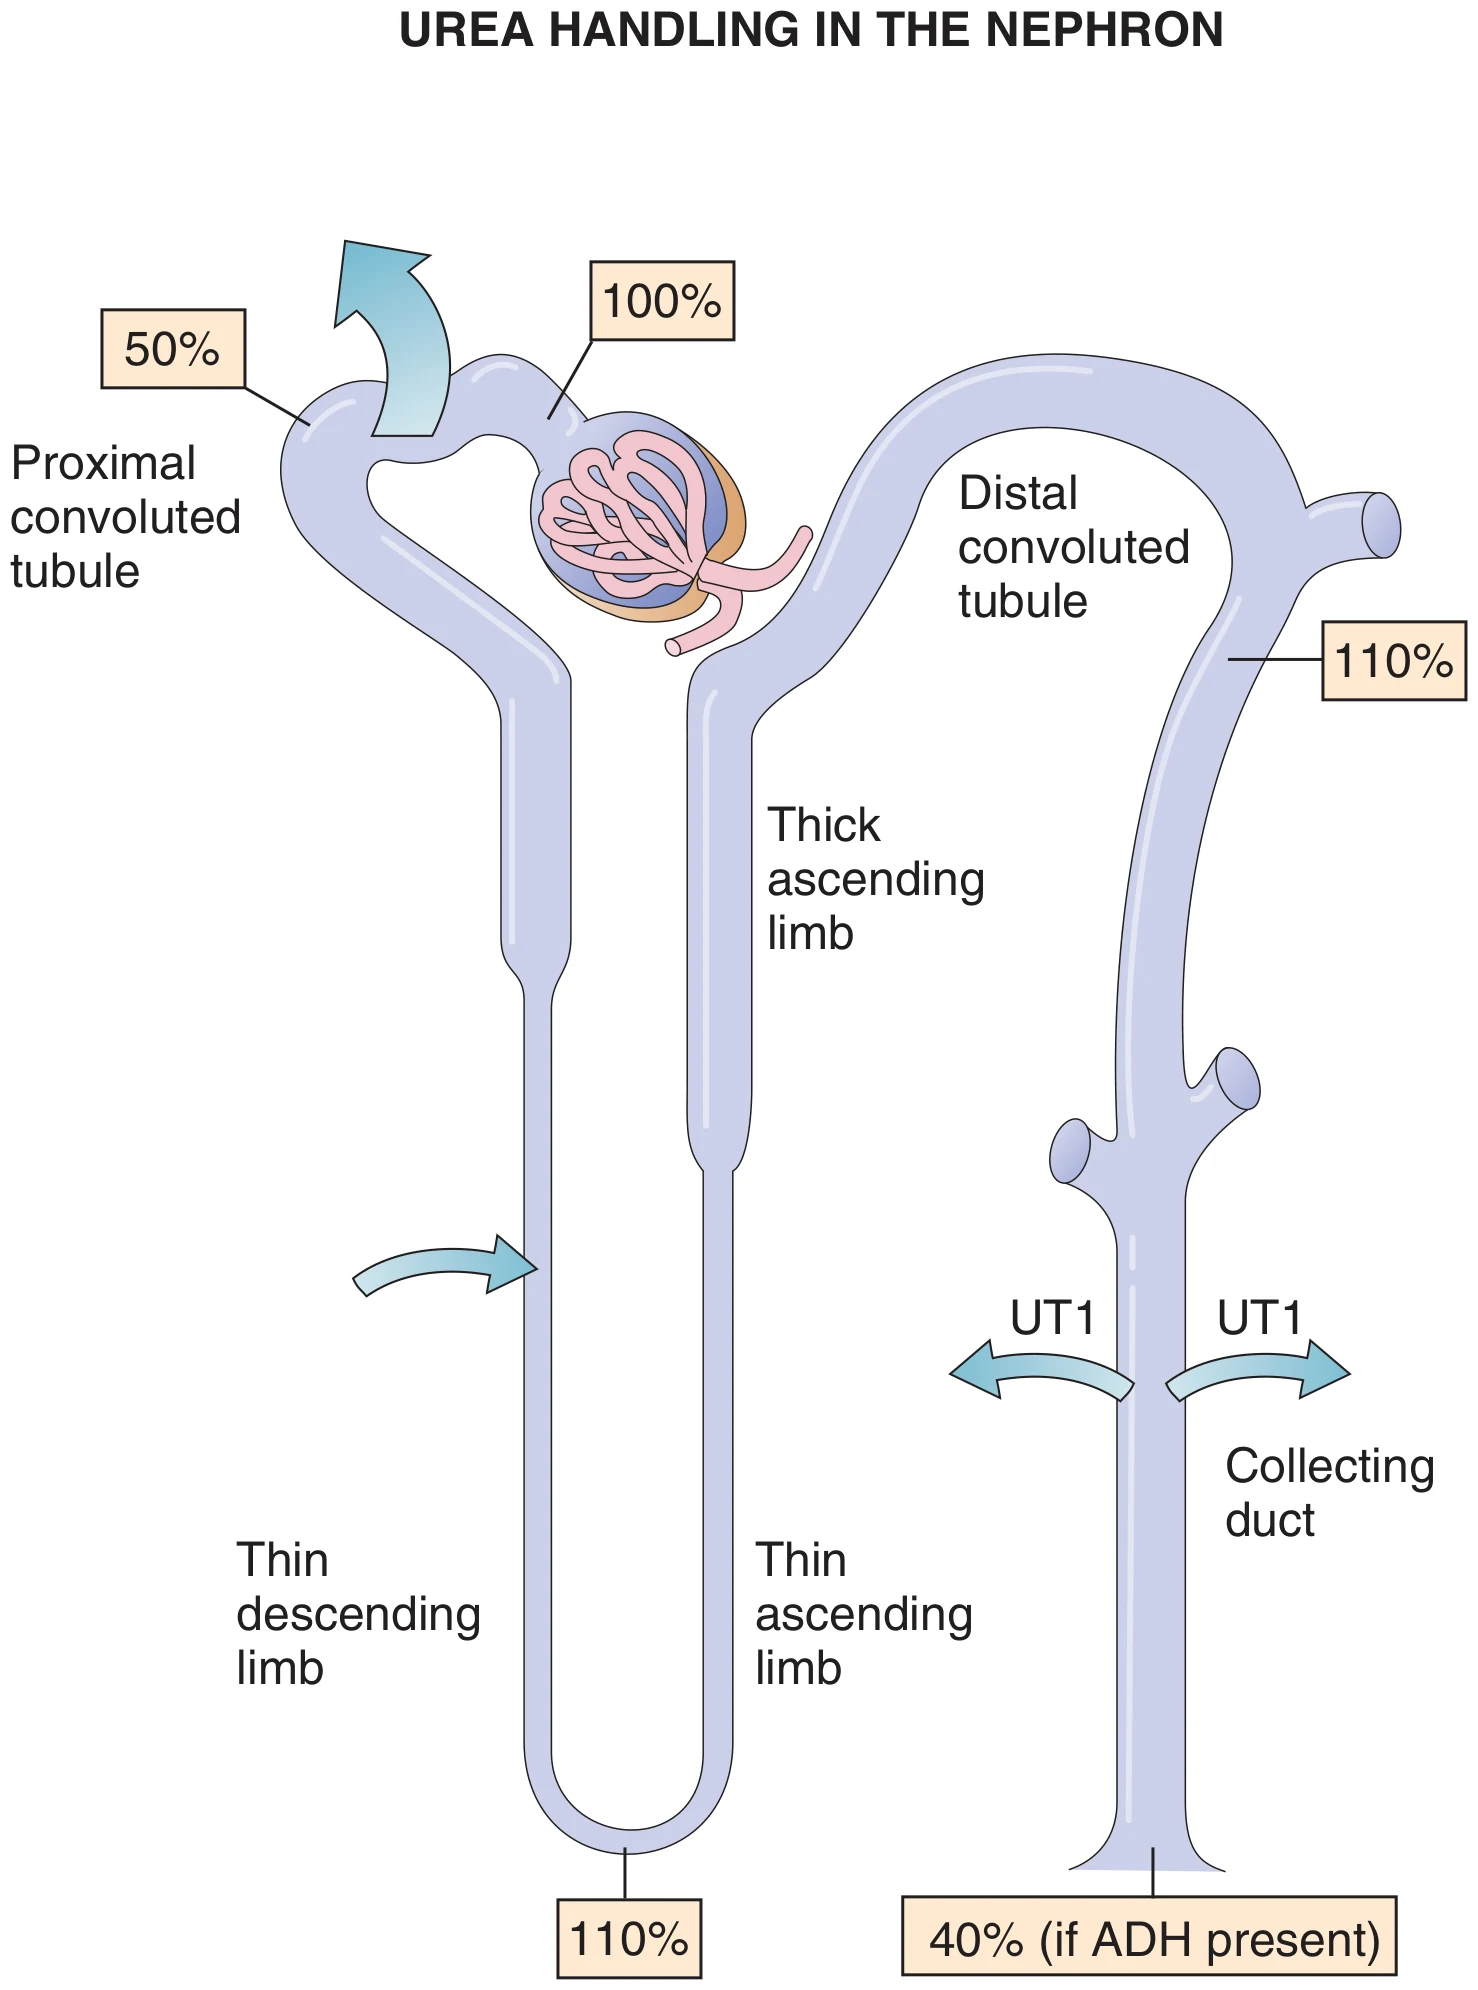 UREA HANDLING IN THE NEPHRON
100%
50%
Proximal
convoluted
tubule
Distal
convoluted
tubule
110%
Thick
ascending
limb
UT1
UT1
Collecting
duct
Thin
descending
limb
Thin
ascending
limb
110%
40% (if ADH present)